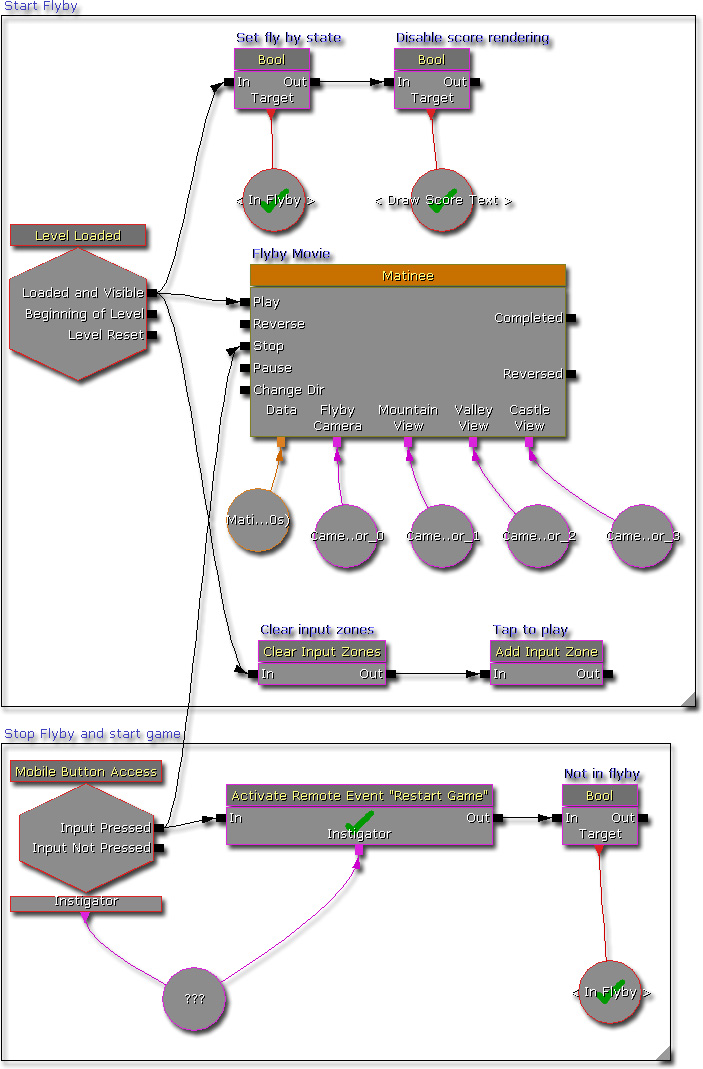 Start Flyby
Set fly by state
Disable score rendering
Bool
Bool
In Out
In Out
Target
Target
< In Flyby >
< Draw Score Text >
Level Loaded
Loaded and Visible
Beginning of Level
Level Reset
Flyby Movie
Matinee
Play
Reverse
Stop
Pause
Change Dir
Completed
Reversed
Data
Flyby
Camera
Mountain
View
Valley
View
Castle
View
Mati...0s)
Came..or_0
Came..or_1
Came..or_2
Came..or_3
Clear input zones
Clear Input Zones
In Out
Tap to play
Add Input Zone
In Out
Stop Flyby and start game
Mobile Button Access
Input Pressed
Input Not Pressed
Instigator
Activate Remote Event "Restart Game"
In Out
Instigator
Not in flyby
Bool
In Out
Target
???
< In Flyby >